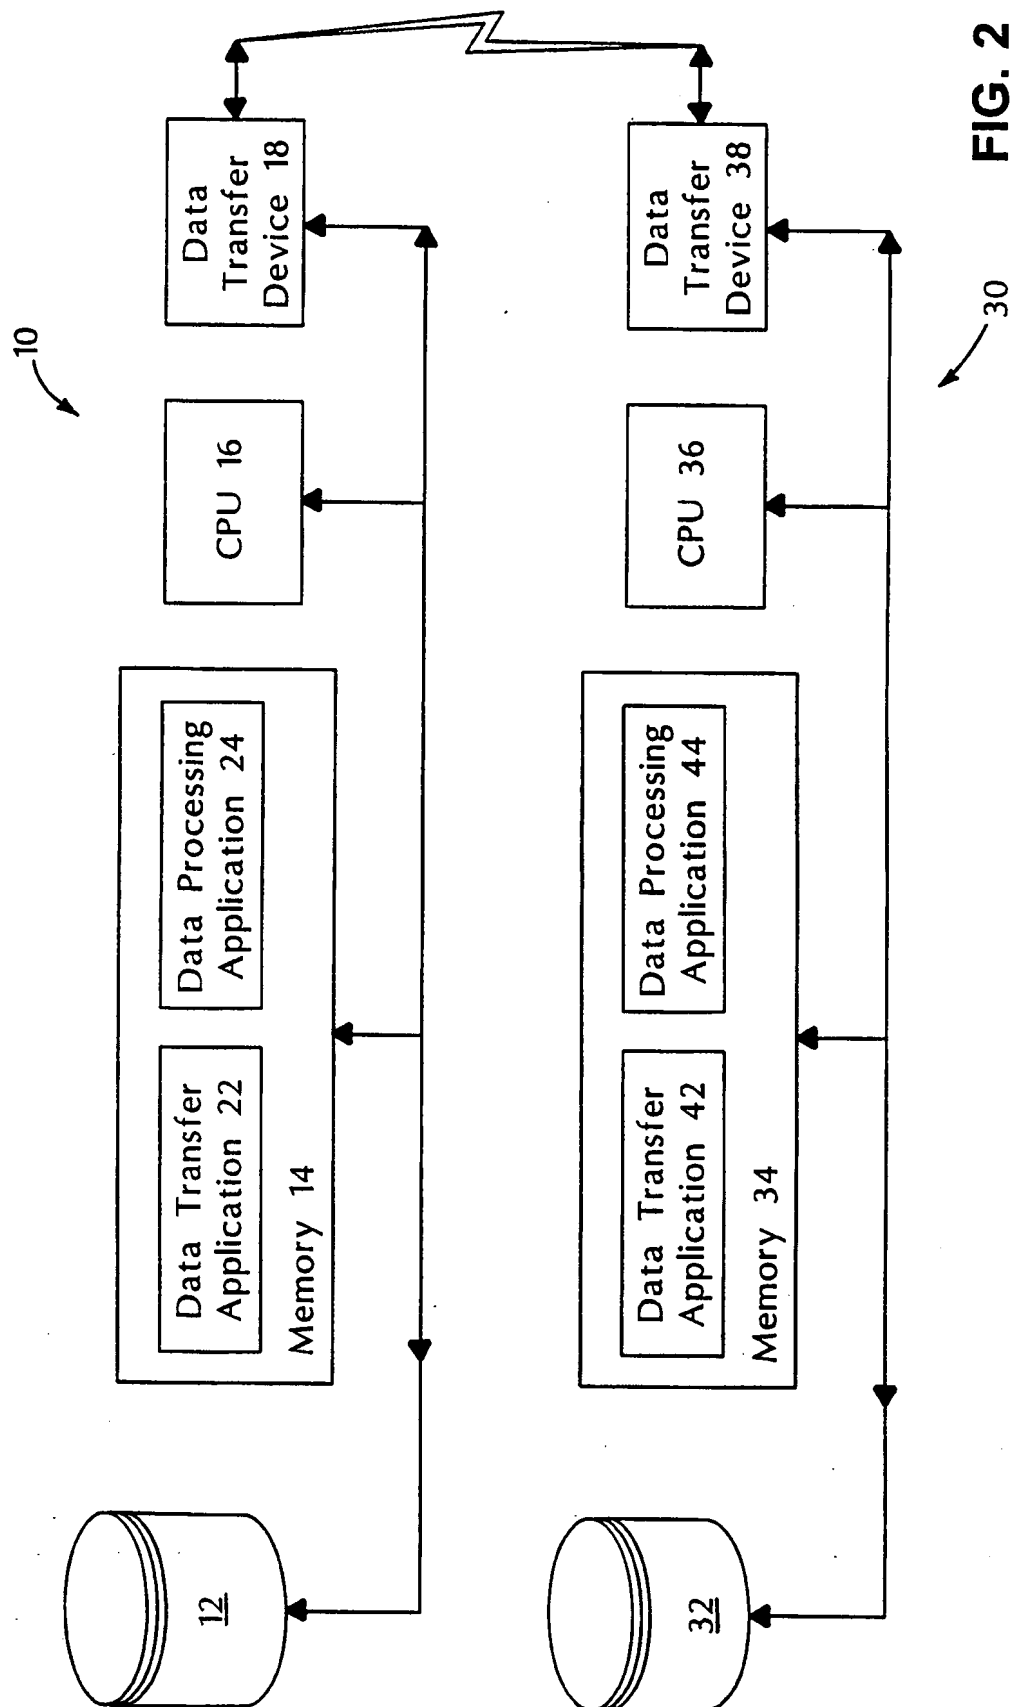 10
Data
Transfer
Device 18
CPU 16
Data Processing
Application 24
Data Transfer
Application 22
Memory 14
12
Data
Transfer
Device 38
CPU 36
Data Processing
Application 44
Data Transfer
Application 42
Memory 34
32
30
FIG. 2